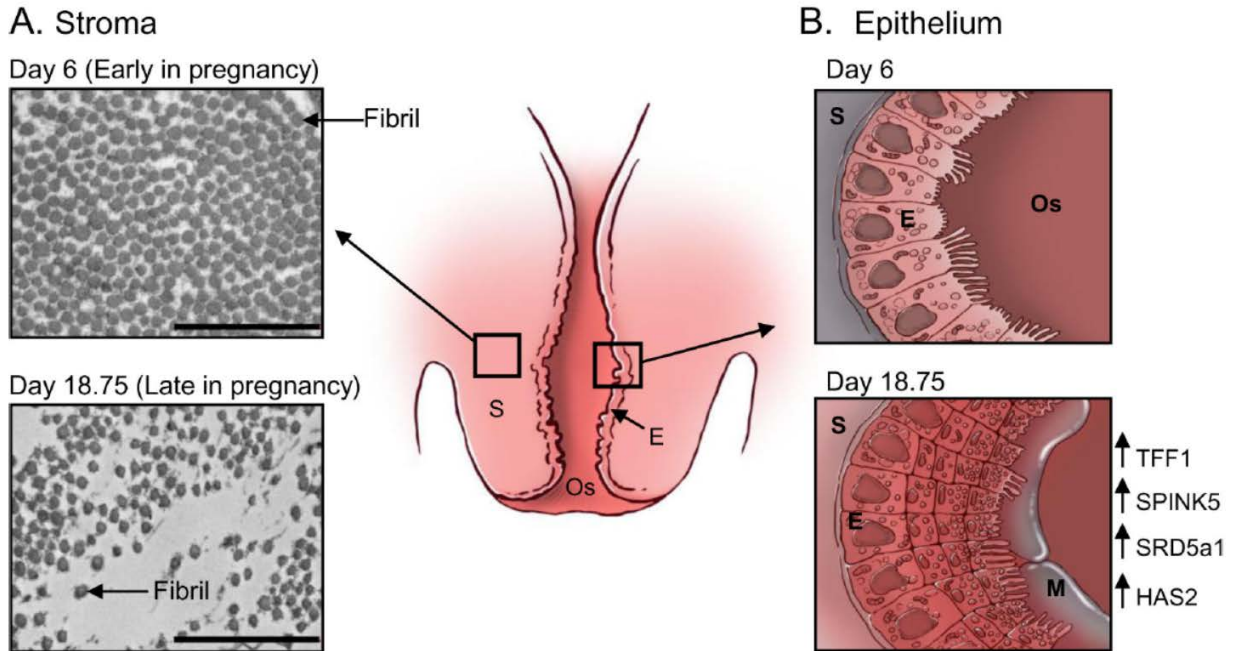 A. Stroma
Day 6 (Early in pregnancy)
Fibril
Day 18.75 (Late in pregnancy)
Fibril
S
E
Os
B. Epithelium
Day 6
S
E
Os
Day 18.75
S
E
M
↑ TFF1
↑ SPINK5
↑ SRD5a1
↑ HAS2